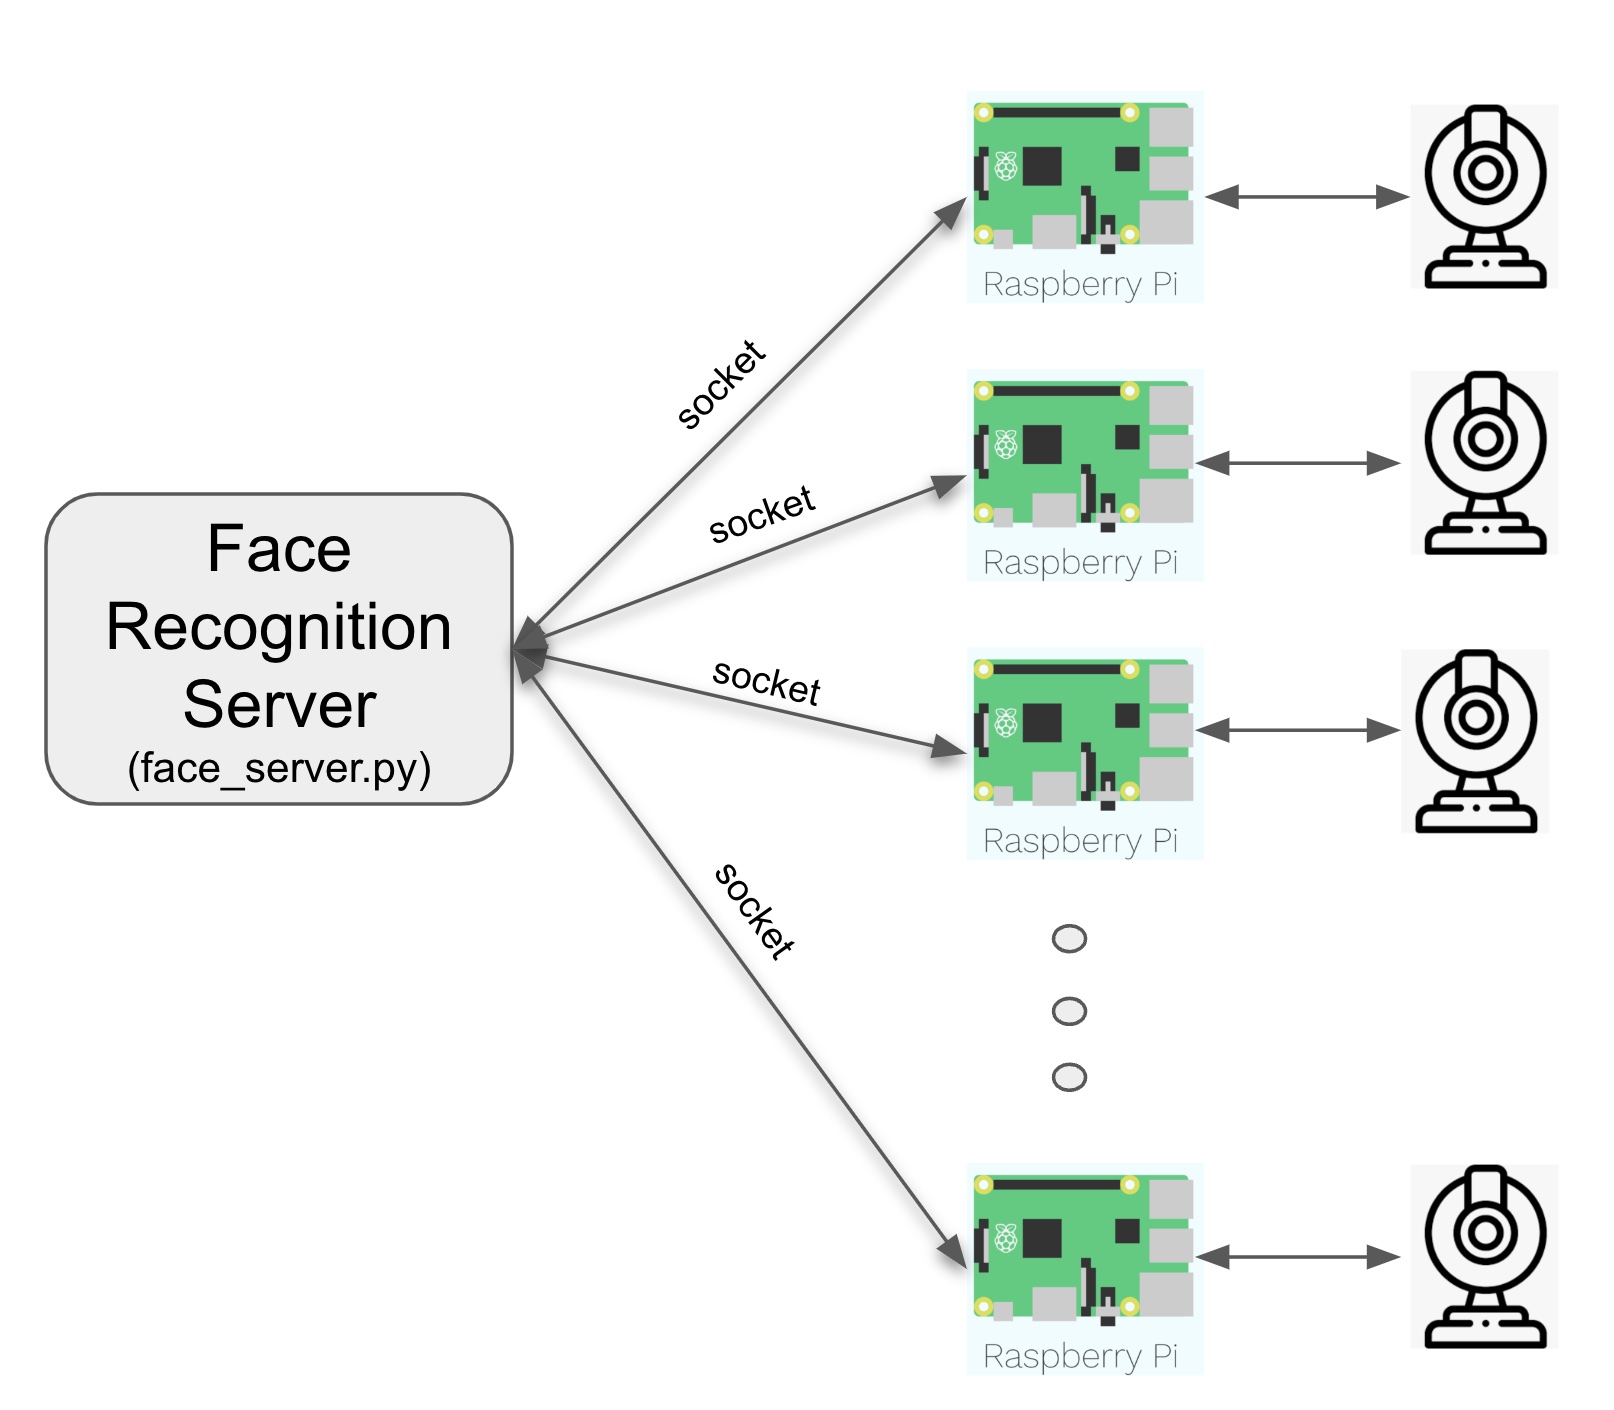 Face
Recognition
Server
(face_server.py)
socket
Raspberry Pi
socket
Raspberry Pi
socket
Raspberry Pi
socket
Raspberry Pi